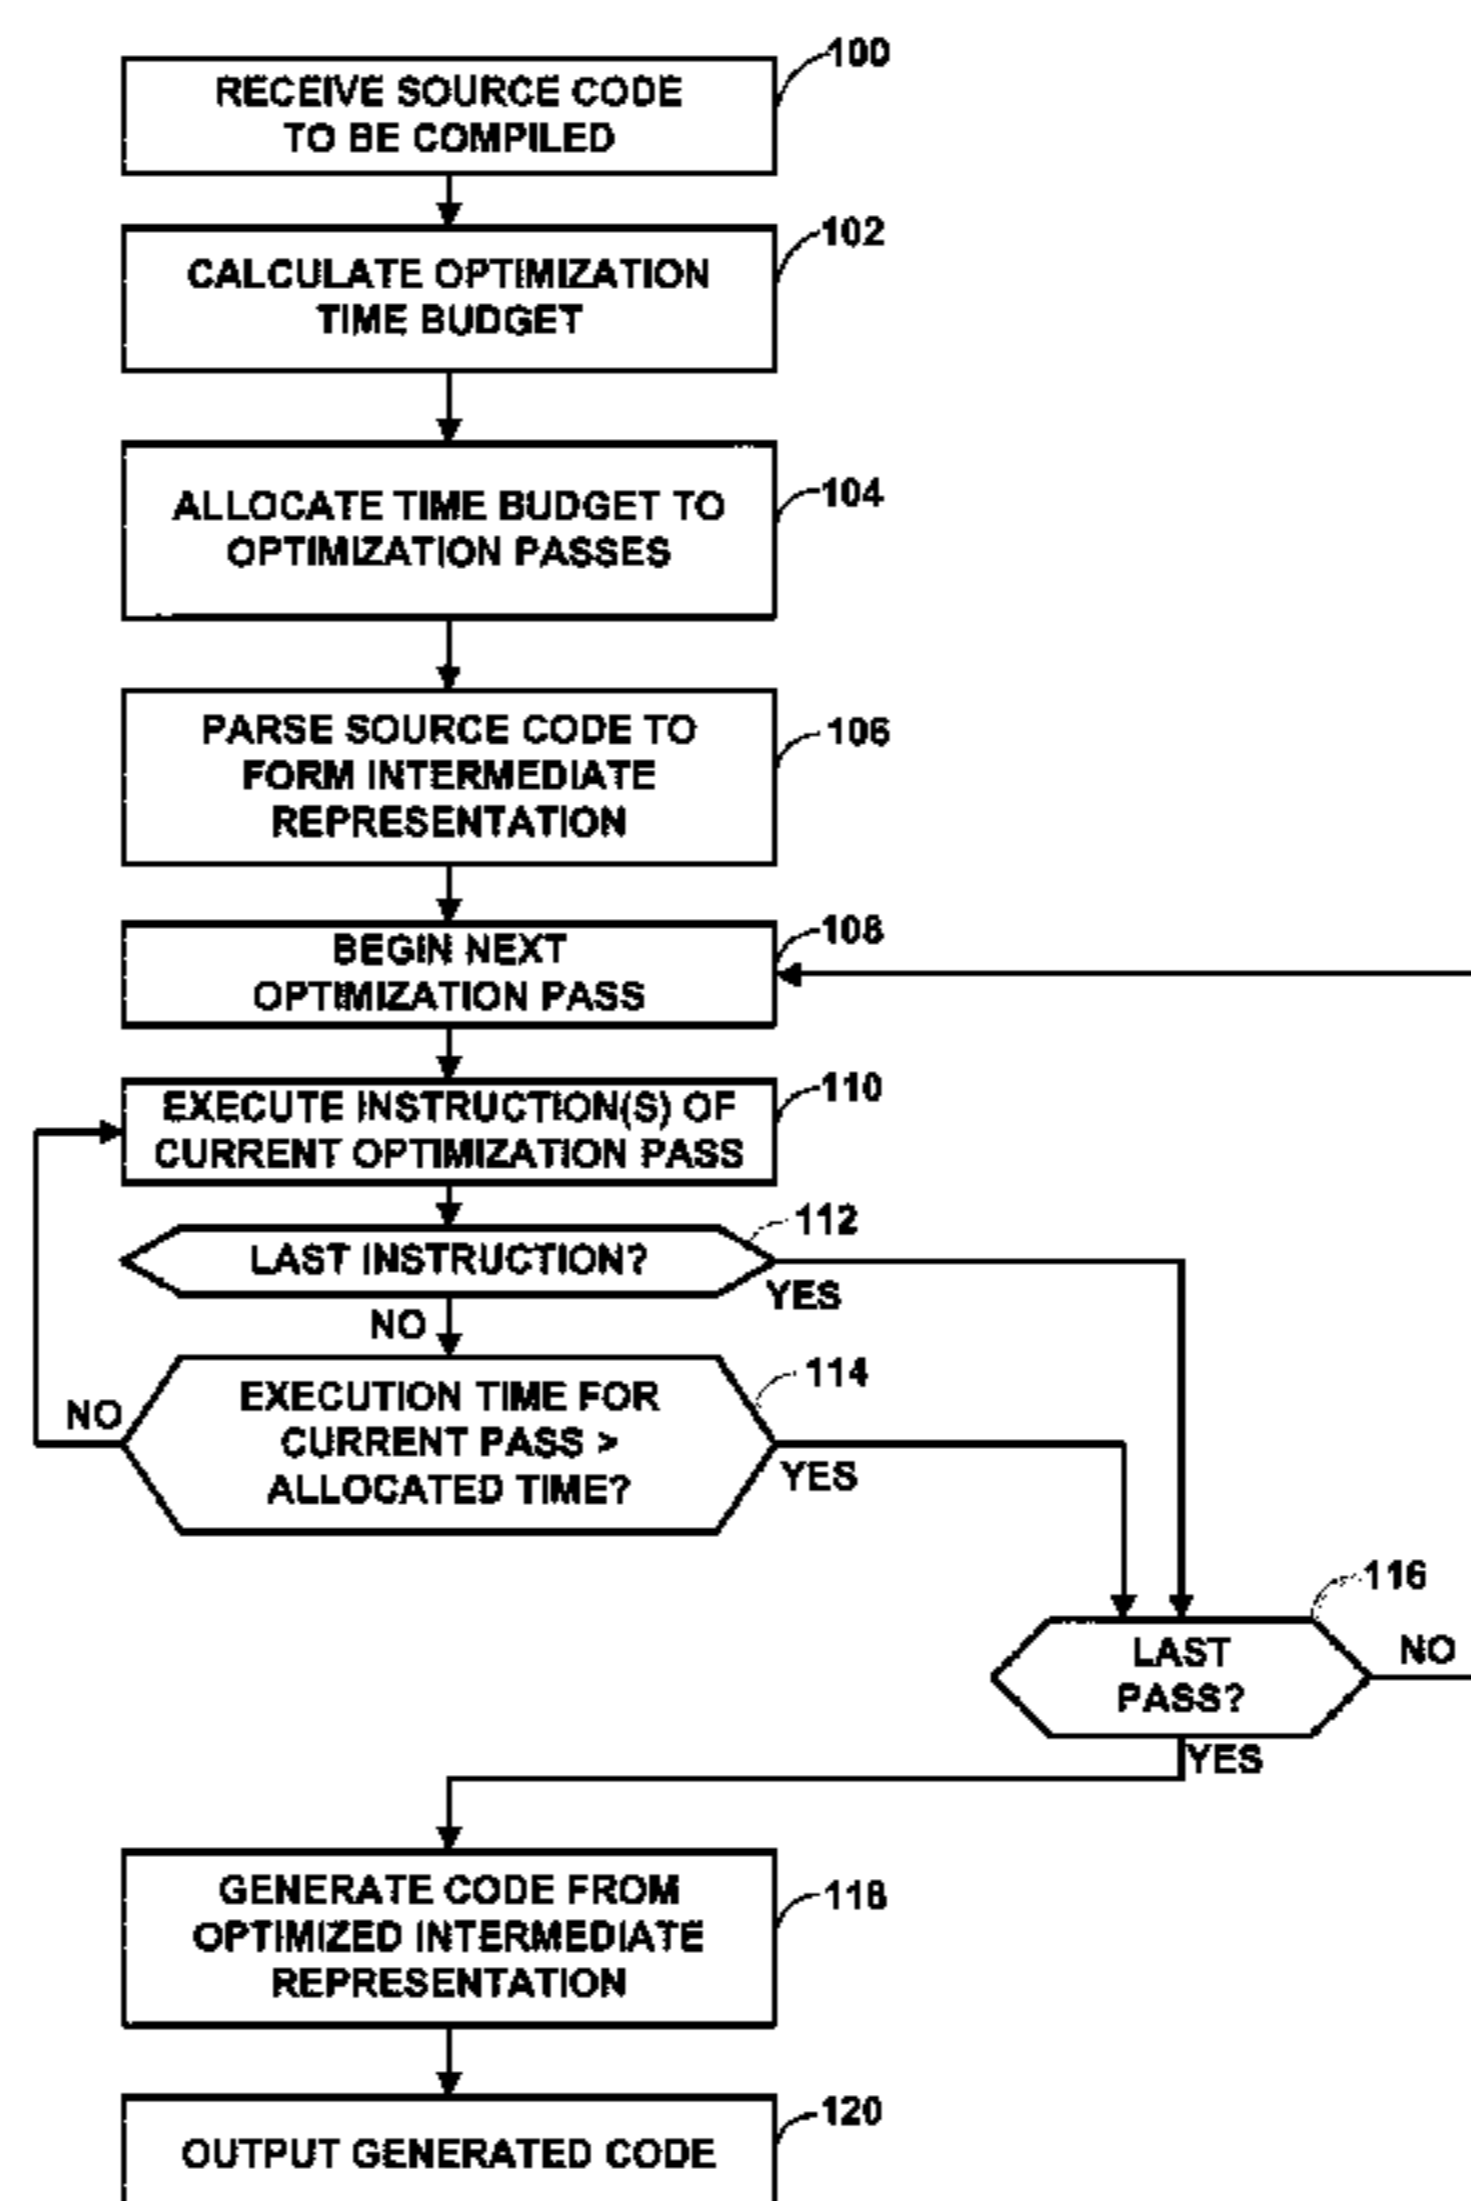 100
RECEIVE SOURCE CODE
TO BE COMPILED
102
CALCULATE OPTIMIZATION
TIME BUDGET
104
ALLOCATE TIME BUDGET TO
OPTIMIZATION PASSES
106
PARSE SOURCE CODE TO
FORM INTERMEDIATE
REPRESENTATION
108
BEGIN NEXT
OPTIMIZATION PASS
110
EXECUTE INSTRUCTION(S) OF
CURRENT OPTIMIZATION PASS
112
LAST INSTRUCTION?
YES
NO
114
EXECUTION TIME FOR
CURRENT PASS >
ALLOCATED TIME?
NO
YES
116
LAST
PASS?
NO
YES
118
GENERATE CODE FROM
OPTIMIZED INTERMEDIATE
REPRESENTATION
120
OUTPUT GENERATED CODE